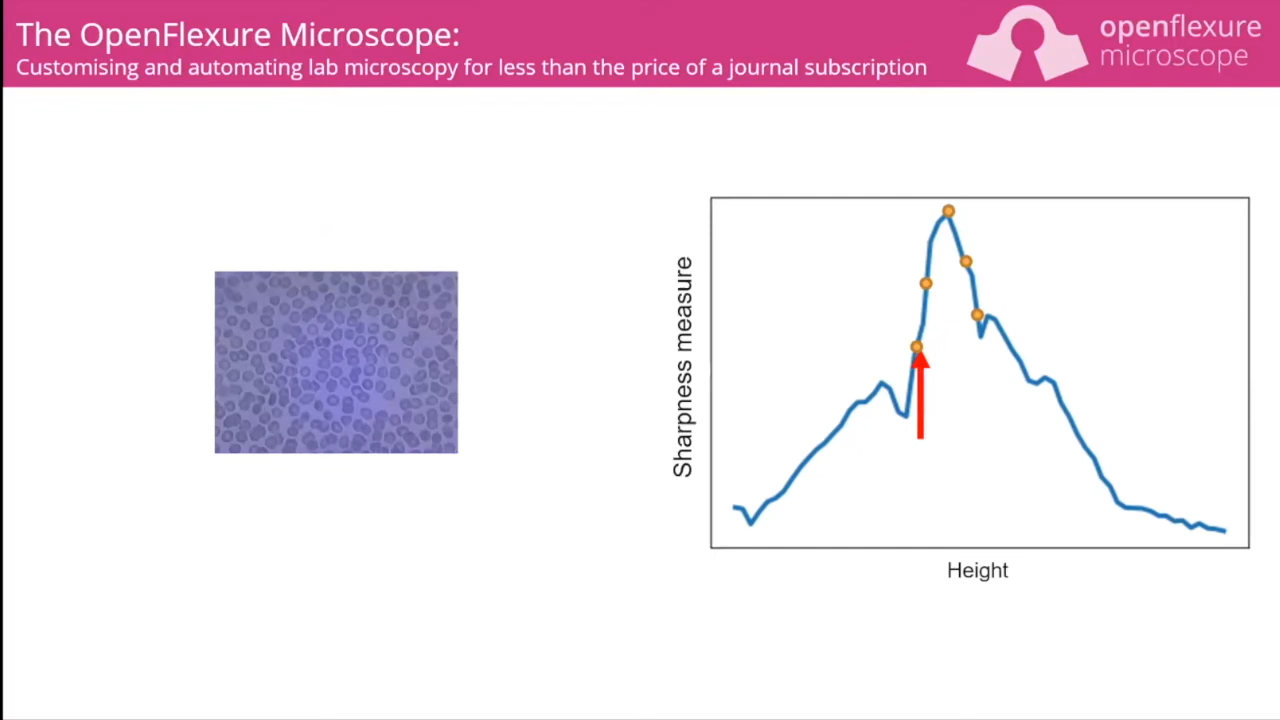 The OpenFlexure Microscope:
Customising and automating lab microscopy for less than the price of a journal subscription
openflexure
microscope
Sharpness measure
Height